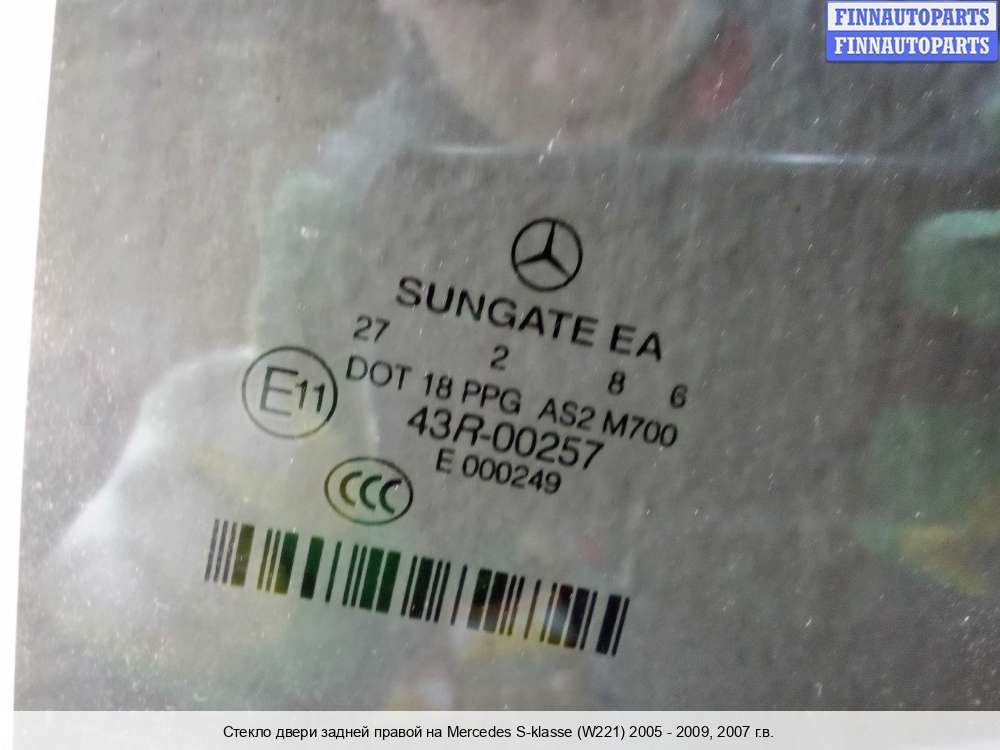 FINNAUTOPARTS
FINNAUTOPARTS
SUNGATE EA
27 2 8 6
E11 DOT 18 PPG AS2 M700
43R-00257
E 000249
CCC
Стекло двери задней правой на Mercedes S-klasse (W221) 2005 - 2009, 2007 г.в.